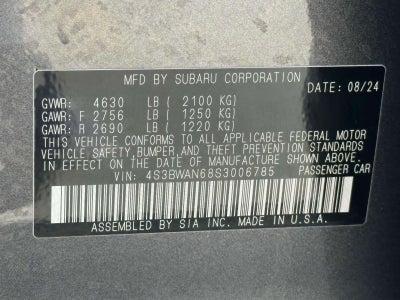 MFD BY SUBARU CORPORATION
DATE: 08/24
GVWR: 4630 LB ( 2100 KG)
GAWR: F 2756 LB ( 1250 KG)
GAWR: R 2690 LB ( 1220 KG)
THIS VEHICLE CONFORMS TO ALL APPLICABLE FEDERAL MOTOR
VEHICLE SAFETY, BUMPER, AND THEFT PREVENTION STANDARDS
IN EFFECT ON THE DATE OF MANUFACTURE SHOWN ABOVE.
VIN: 4S3BWAN68S3006785 PASSENGER CAR
ASSEMBLED BY SIA INC. MADE IN U.S.A.